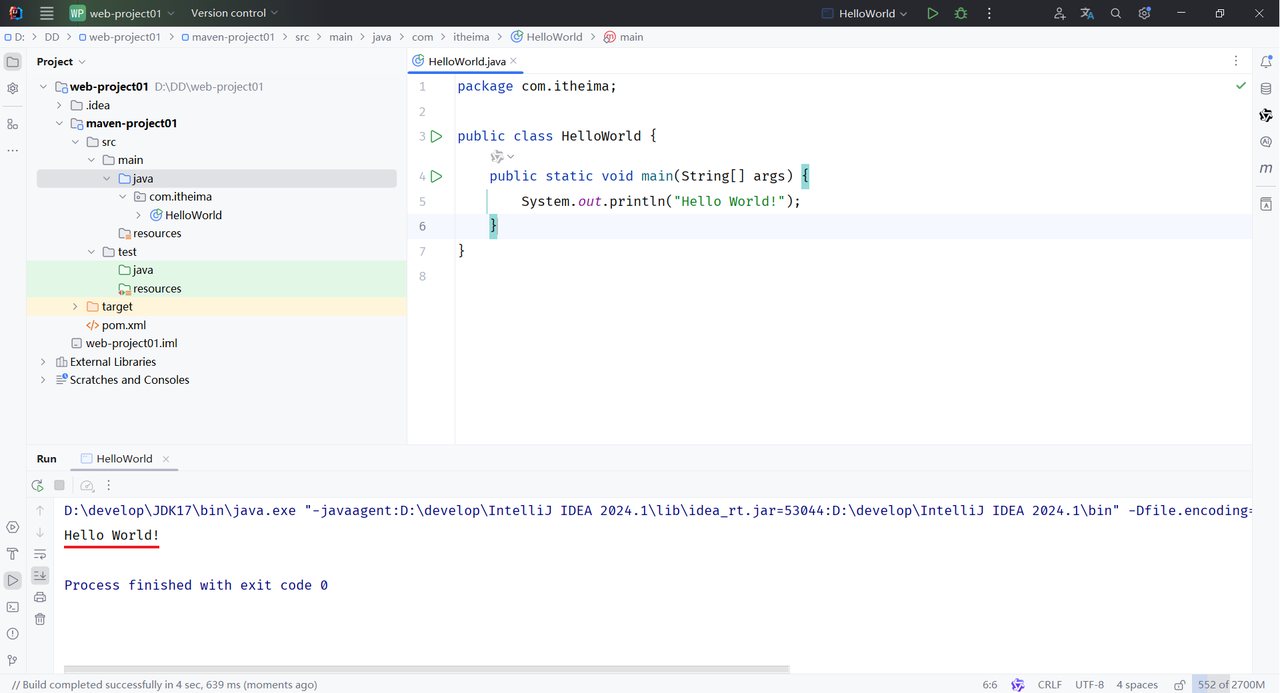 WP web-project01 Version control HelloWorld
D: DD web-project01 maven-project01 src main java com itheima HelloWorld main
Project
HelloWorld.java
web-project01 D:\DD\web-project01
.idea
maven-project01
src
main
java
com.itheima
HelloWorld
resources
test
java
resources
target
pom.xml
web-project01.iml
External Libraries
Scratches and Consoles
1 package com.itheima;
2
3 public class HelloWorld {
4 public static void main(String[] args) {
5 System.out.println("Hello World!");
6 }
7 }
8
Run HelloWorld
D:\develop\JDK17\bin\java.exe "-javaagent:D:\develop\IntelliJ IDEA 2024.1\lib\idea_rt.jar=53044:D:\develop\IntelliJ IDEA 2024.1\bin" -Dfile.encoding=
Hello World!
Process finished with exit code 0
// Build completed successfully in 4 sec, 639 ms (moments ago) 6:6 CRLF UTF-8 4 spaces 552 of 2700M